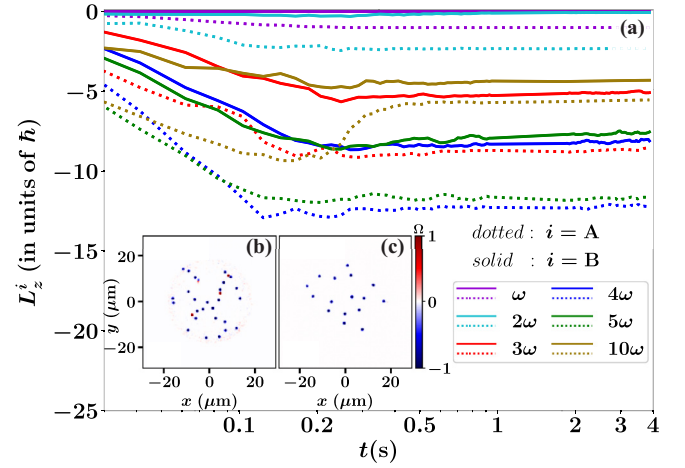 0
−5
−10
−15
−20
−25
L_z^i (in units of ħ)
(a)
(b)
(c)
Ω
1
0
−1
20
0
−20
y (μm)
−20 0 20
−20 0 20
x (μm)
x (μm)
dotted : i = A
solid : i = B
ω 4ω
2ω 5ω
3ω 10ω
0.1 0.2 0.5 1 2 3 4
t(s)